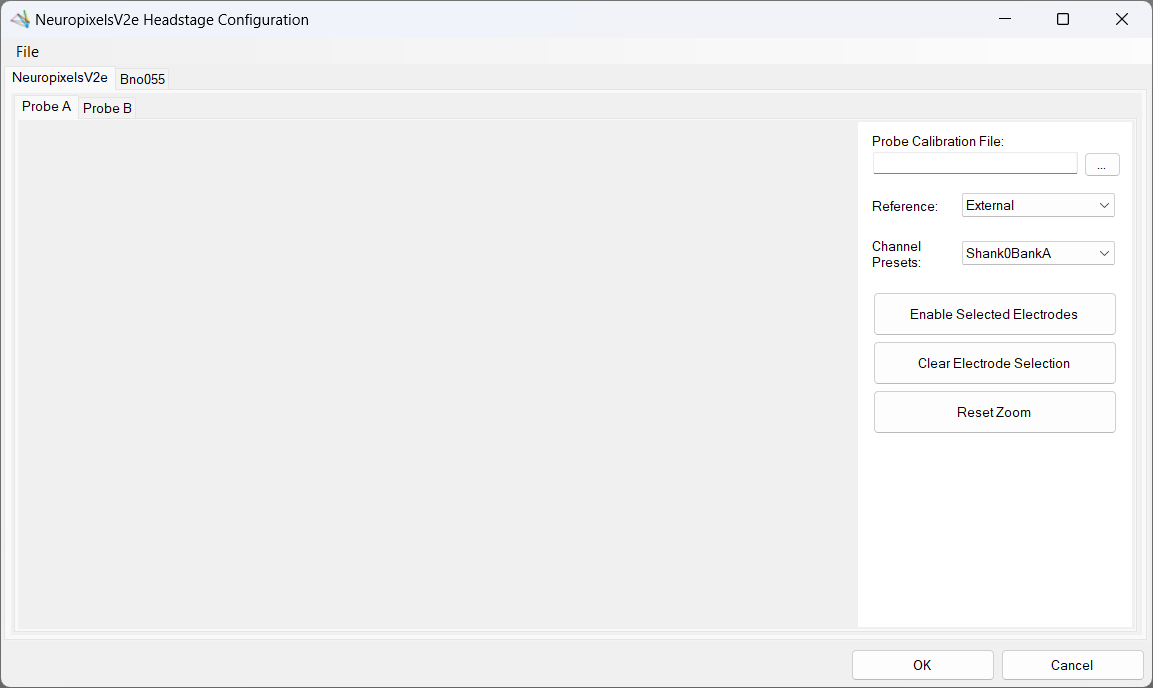 NeuropixelsV2e Headstage Configuration
File
NeuropixelsV2e Bno055
Probe A Probe B
Probe Calibration File:
...
Reference: External
Channel Presets: Shank0BankA
Enable Selected Electrodes
Clear Electrode Selection
Reset Zoom
OK Cancel